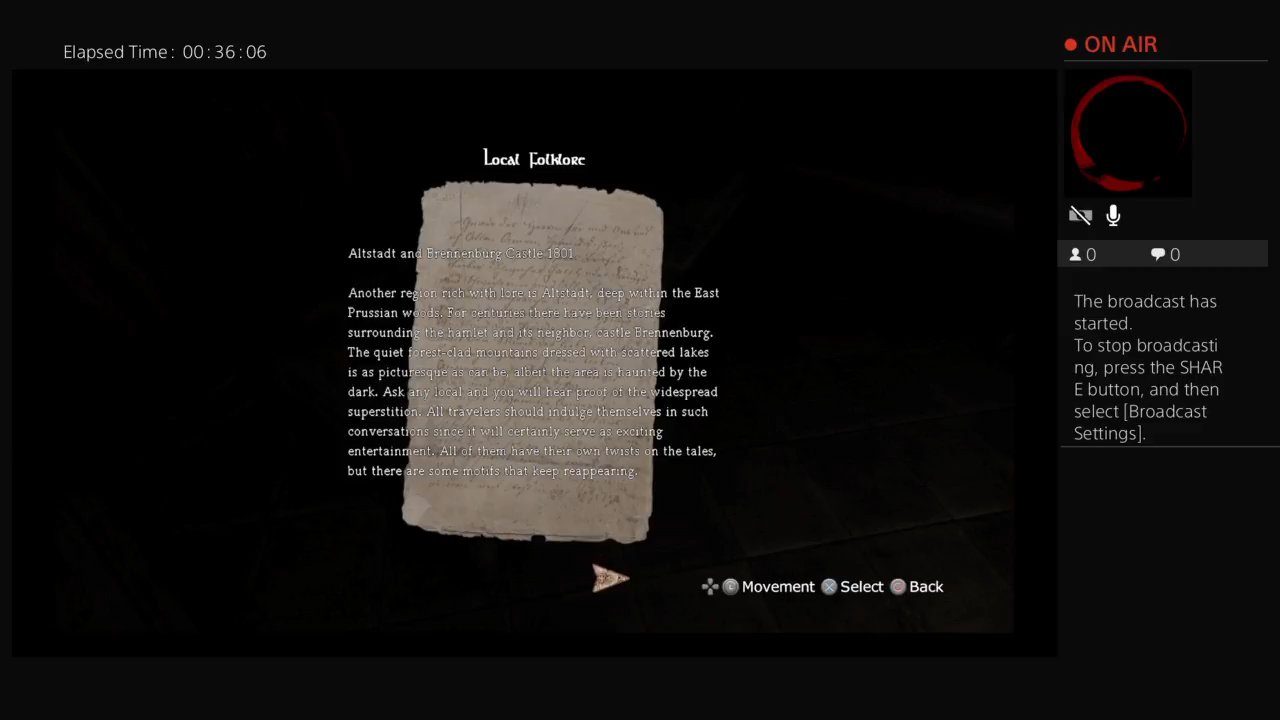 Elapsed Time: 00:36:06
ON AIR
Local Folklore
Altstadt and Brennenburg Castle 1801.
Another region rich with lore is Altstadt, deep within the East
Prussian woods. For centuries there have been stories
surrounding the hamlet and its neighbor, castle Brennenburg.
The quiet forest-clad mountains dressed with scattered lakes
is as picturesque as can be, albeit the area is haunted by the
dark. Ask any local and you will hear proof of the widespread
superstition. All travelers should indulge themselves in such
conversations since it will certainly serve as exciting
entertainment. All of them have their own twists on the tales,
but there are some motifs that keep reappearing.
Movement Select Back
0 0
The broadcast has
started.
To stop broadcasti
ng, press the SHAR
E button, and then
select [Broadcast
Settings].